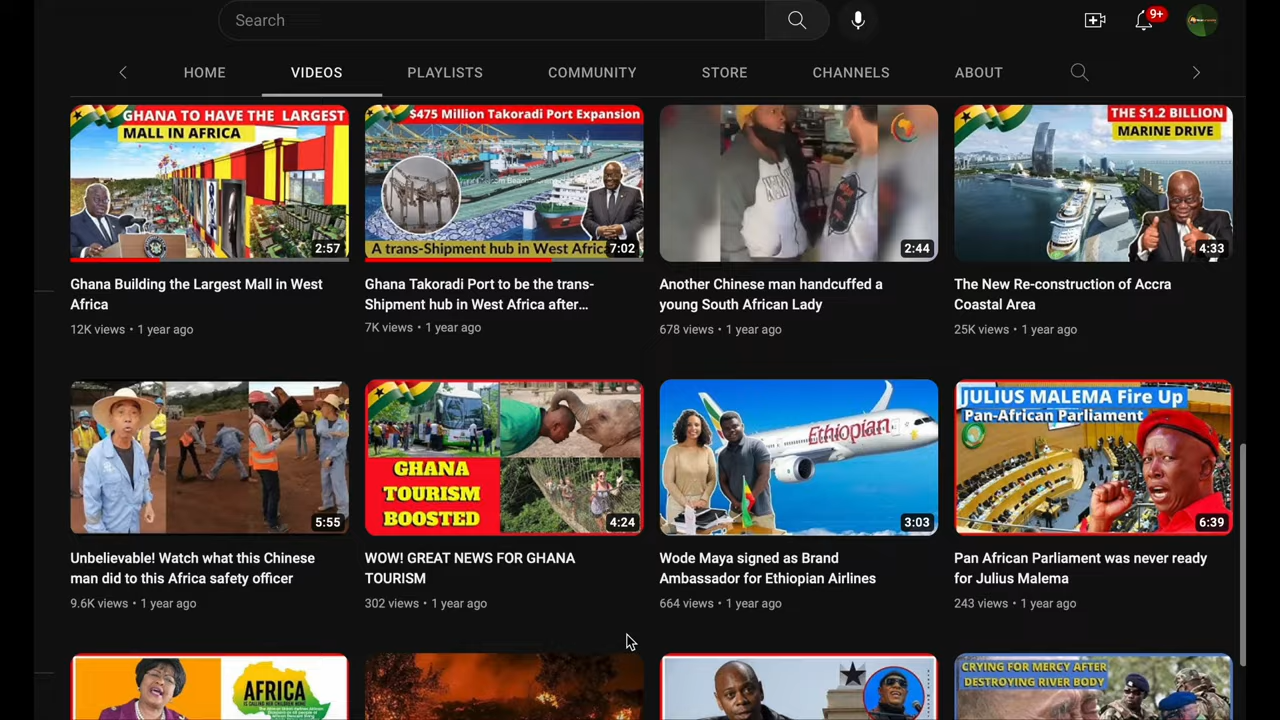 Search
9+
HOME
VIDEOS
PLAYLISTS
COMMUNITY
STORE
CHANNELS
ABOUT
GHANA TO HAVE THE LARGEST
MALL IN AFRICA
2:57
Ghana Building the Largest Mall in West
Africa
12K views • 1 year ago
$475 Million Takoradi Port Expansion
A trans-Shipment hub in West Africa
7:02
Ghana Takoradi Port to be the trans-
Shipment hub in West Africa after...
7K views • 1 year ago
2:44
Another Chinese man handcuffed a
young South African Lady
678 views • 1 year ago
THE $1.2 BILLION
MARINE DRIVE
4:33
The New Re-construction of Accra
Coastal Area
25K views • 1 year ago
5:55
Unbelievable! Watch what this Chinese
man did to this Africa safety officer
9.6K views • 1 year ago
GHANA
TOURISM
BOOSTED
4:24
WOW! GREAT NEWS FOR GHANA
TOURISM
302 views • 1 year ago
Ethiopian
3:03
Wode Maya signed as Brand
Ambassador for Ethiopian Airlines
664 views • 1 year ago
JULIUS MALEMA Fire Up
Pan-African Parliament
6:39
Pan African Parliament was never ready
for Julius Malema
243 views • 1 year ago
AFRICA
IS CALLING HER CHILDREN HOME
CRYING FOR MERCY AFTER
DESTROYING RIVER BODY